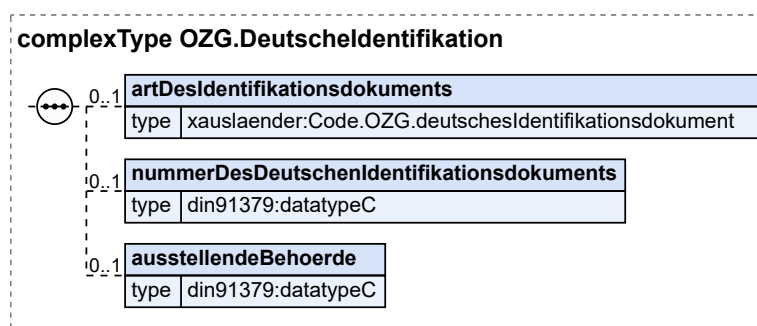 complexType OZG.DeutscheIdentifikation
0..1 artDesIdentifikationsdokuments
type xauslaender:Code.OZG.deutschesIdentifikationsdokument
0..1 nummerDesDeutschenIdentifikationsdokuments
type din91379:datatypeC
0..1 ausstellendeBehoerde
type din91379:datatypeC